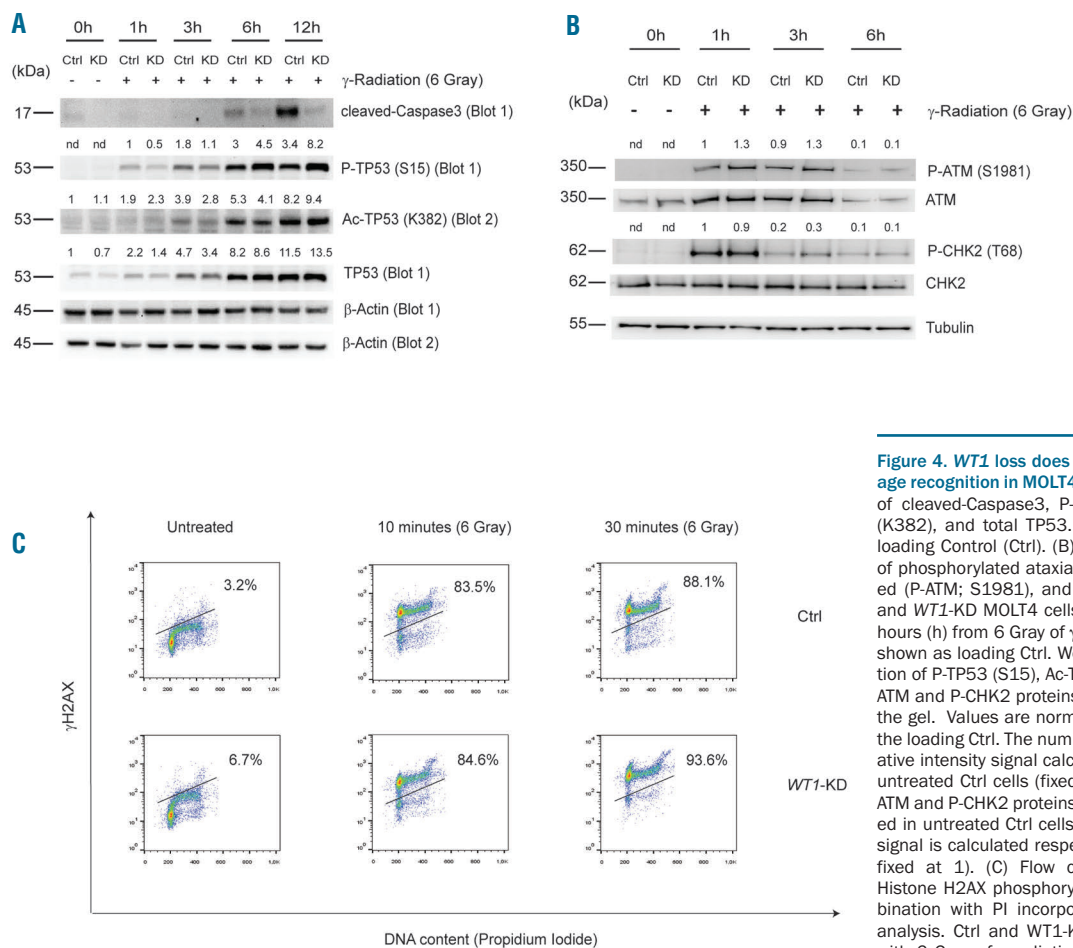 A
0h 1h 3h 6h 12h
Ctrl KD Ctrl KD Ctrl KD Ctrl KD Ctrl KD
(kDa)
- - + + + + + + + + γ-Radiation (6 Gray)
17 cleaved-Caspase3 (Blot 1)
nd nd 1 0.5 1.8 1.1 3 4.5 3.4 8.2
53 P-TP53 (S15) (Blot 1)
1 1.1 1.9 2.3 3.9 2.8 5.3 4.1 8.2 9.4
53 Ac-TP53 (K382) (Blot 2)
1 0.7 2.2 1.4 4.7 3.4 8.2 8.6 11.5 13.5
53 TP53 (Blot 1)
45 β-Actin (Blot 1)
45 β-Actin (Blot 2)
B
0h 1h 3h 6h
Ctrl KD Ctrl KD Ctrl KD Ctrl KD
(kDa)
- - + + + + + + γ-Radiation (6 Gray)
nd nd 1 1.3 0.9 1.3 0.1 0.1
350 P-ATM (S1981)
350 ATM
nd nd 1 0.9 0.2 0.3 0.1 0.1
62 P-CHK2 (T68)
62 CHK2
55 Tubulin
C
Untreated 10 minutes (6 Gray) 30 minutes (6 Gray)
3.2% 83.5% 88.1%
Ctrl
6.7% 84.6% 93.6%
WT1-KD
γH2AX
DNA content (Propidium Iodide)
Figure 4. WT1 loss does
age recognition in MOLT4
of cleaved-Caspase3, P-
(K382), and total TP53.
loading Control (Ctrl). (B)
of phosphorylated ataxia
ed (P-ATM; S1981), and
and WT1-KD MOLT4 cells
hours (h) from 6 Gray of γ
shown as loading Ctrl. We
tion of P-TP53 (S15), Ac-T
ATM and P-CHK2 proteins
the gel. Values are norm
the loading Ctrl. The num
ative intensity signal calc
untreated Ctrl cells (fixed
ATM and P-CHK2 proteins
ed in untreated Ctrl cells
signal is calculated respe
fixed at 1). (C) Flow c
Histone H2AX phosphory
bination with PI incorpo
analysis. Ctrl and WT1-K